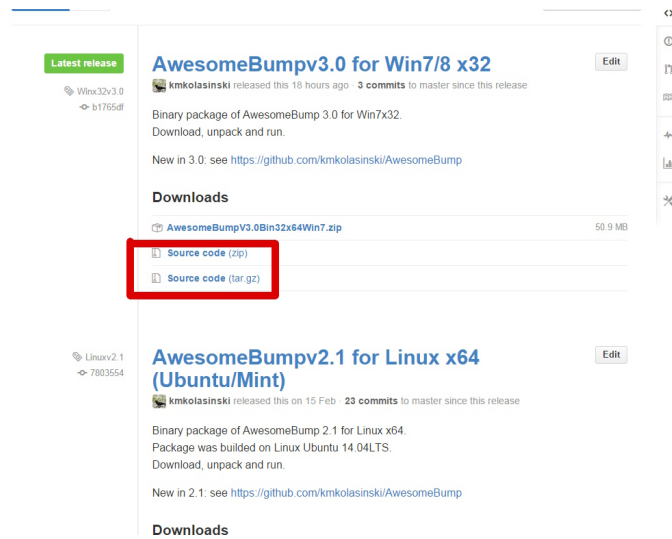 AwesomeBumpv3.0 for Win7/8 x32
Edit
Latest release
kmkolasinski released this 18 hours ago · 3 commits to master since this release
Winx32v3.0
b1765df
Binary package of AwesomeBump 3.0 for Win7x32.
Download, unpack and run.
New in 3.0: see https://github.com/kmkolasinski/AwesomeBump
Downloads
AwesomeBumpV3.0Bin32x64Win7.zip
50.9 MB
Source code (zip)
Source code (tar.gz)
AwesomeBumpv2.1 for Linux x64
(Ubuntu/Mint)
Edit
Linuxv2.1
7803554
kmkolasinski released this on 15 Feb · 23 commits to master since this release
Binary package of AwesomeBump 2.1 for Linux x64.
Package was builded on Linux Ubuntu 14.04LTS.
Download, unpack and run.
New in 2.1: see https://github.com/kmkolasinski/AwesomeBump
Downloads